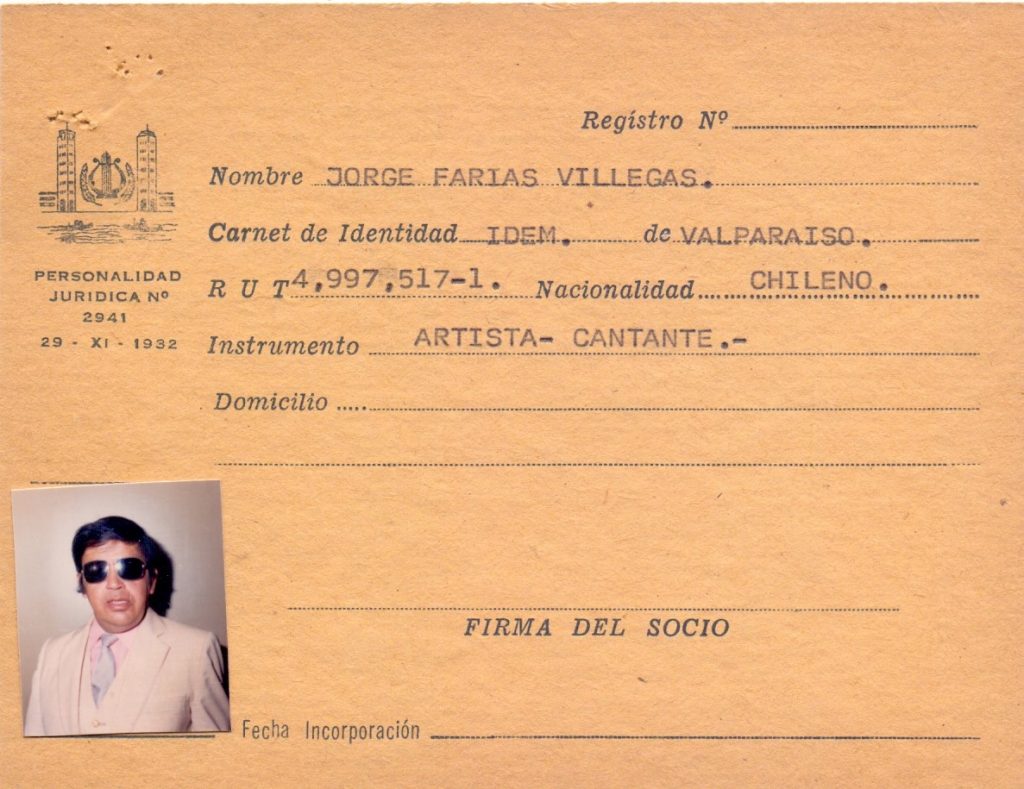 Regístro Nº
Nombre JORGE FARIAS VILLEGAS.
Carnet de Identidad IDEM. de VALPARAISO.
PERSONALIDAD
JURIDICA Nº
2941
29 - XI - 1932
R U T 4,997,517-1. Nacionalidad CHILENO.
Instrumento ARTISTA- CANTANTE.-
Domicilio
FIRMA DEL SOCIO
Fecha Incorporación